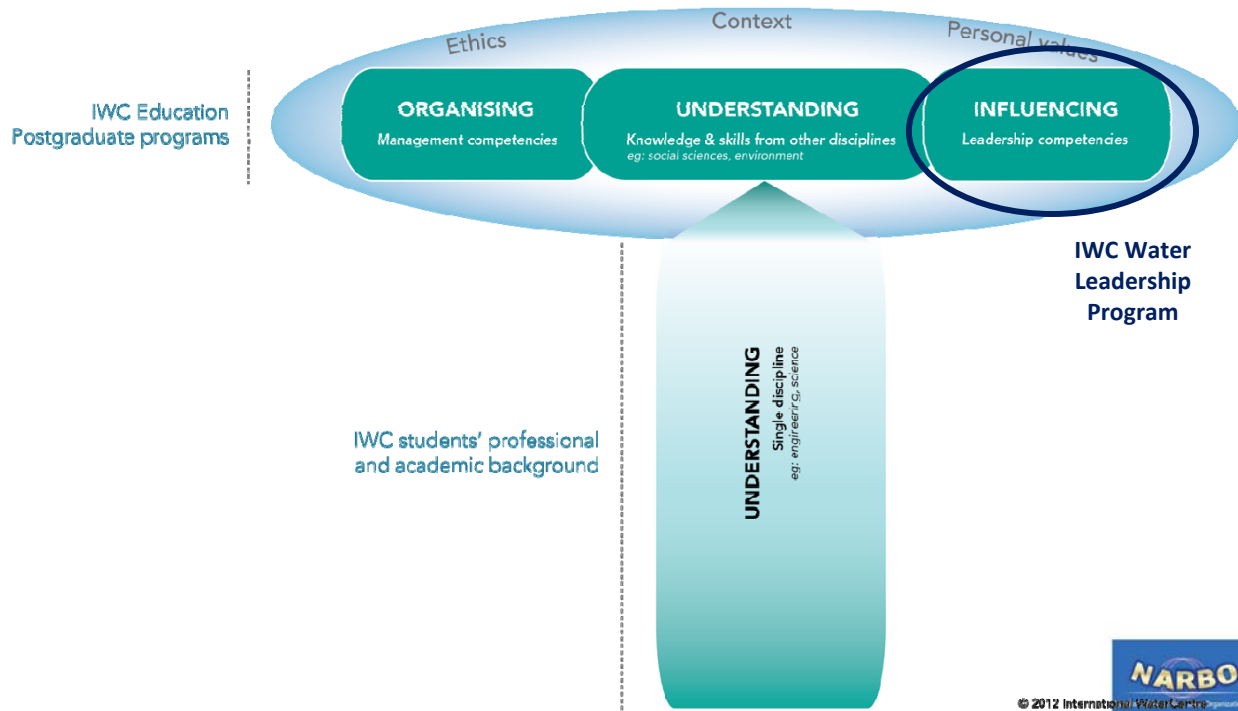 Ethics
Context
Personal values
IWC Education
Postgraduate programs
ORGANISING
Management competencies
UNDERSTANDING
Knowledge & skills from other disciplines
eg: social sciences, environment
INFLUENCING
Leadership competencies
IWC Water
Leadership
Program
UNDERSTANDING
Single discipline
eg: engineering, science
IWC students' professional
and academic background
NARBO
© 2012 International WaterCentre